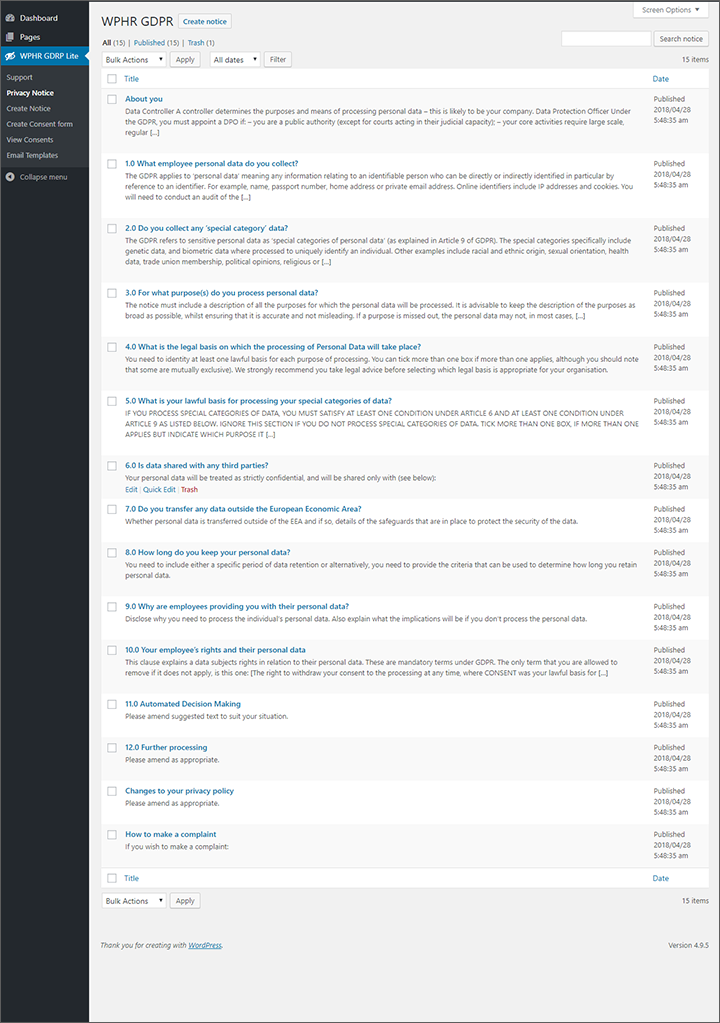 Screen Options ▼
Dashboard
Pages
WPHR GDRP Lite
Support
Privacy Notice
Create Notice
Create Consent form
View Consents
Email Templates
Collapse menu
WPHR GDPR Create notice
All (15) | Published (15) | Trash (1)
Search notice
Bulk Actions ▼ Apply All dates ▼ Filter 15 items
Title Date
About you
Data Controller A controller determines the purposes and means of processing personal data – this is likely to be your company. Data Protection Officer Under
the GDPR, you must appoint a DPO if: – you are a public authority (except for courts acting in their judicial capacity); – your core activities require large scale,
regular [...]
Published
2018/04/28
5:48:35 am
1.0 What employee personal data do you collect?
The GDPR applies to 'personal data' meaning any information relating to an identifiable person who can be directly or indirectly identified in particular by
reference to an identifier. For example, name, passport number, home address or private email address. Online identifiers include IP addresses and cookies. You
will need to conduct an audit of the [...]
Published
2018/04/28
5:48:35 am
2.0 Do you collect any 'special category' data?
The GDPR refers to sensitive personal data as 'special categories of personal data' (as explained in Article 9 of GDPR). The special categories specifically include
genetic data, and biometric data where processed to uniquely identify an individual. Other examples include racial and ethnic origin, sexual orientation, health
data, trade union membership, political opinions, religious or [...]
Published
2018/04/28
5:48:35 am
3.0 For what purpose(s) do you process personal data?
The notice must include a description of all the purposes for which the personal data will be processed. It is advisable to keep the description of the purposes as
broad as possible, whilst ensuring that it is accurate and not misleading. If a purpose is missed out, the personal data may not, in most cases, [...]
Published
2018/04/28
5:48:35 am
4.0 What is the legal basis on which the processing of Personal Data will take place?
You need to identity at least one lawful basis for each purpose of processing. You can tick more than one box if more than one applies, although you should note
that some are mutually exclusive). We strongly recommend you take legal advice before selecting which legal basis is appropriate for your organisation.
Published
2018/04/28
5:48:35 am
5.0 What is your lawful basis for processing your special categories of data?
IF YOU PROCESS SPECIAL CATEGORIES OF DATA, YOU MUST SATISFY AT LEAST ONE CONDITION UNDER ARTICLE 6 AND AT LEAST ONE CONDITION UNDER
ARTICLE 9 AS LISTED BELOW. IGNORE THIS SECTION IF YOU DO NOT PROCESS SPECIAL CATEGORIES OF DATA. TICK MORE THAN ONE BOX, IF MORE THAN ONE
APPLIES BUT INDICATE WHICH PURPOSE IT [...]
Published
2018/04/28
5:48:35 am
6.0 Is data shared with any third parties?
Your personal data will be treated as strictly confidential, and will be shared only with (see below):
Edit | Quick Edit | Trash
Published
2018/04/28
5:48:35 am
7.0 Do you transfer any data outside the European Economic Area?
Whether personal data is transferred outside of the EEA and if so, details of the safeguards that are in place to protect the security of the data.
Published
2018/04/28
5:48:35 am
8.0 How long do you keep your personal data?
You need to include either a specific period of data retention or alternatively, you need to provide the criteria that can be used to determine how long you retain
personal data.
Published
2018/04/28
5:48:35 am
9.0 Why are employees providing you with their personal data?
Disclose why you need to process the individual's personal data. Also explain what the implications will be if you don't process the personal data.
Published
2018/04/28
5:48:35 am
10.0 Your employee's rights and their personal data
This clause explains a data subjects rights in relation to their personal data. These are mandatory terms under GDPR. The only term that you are allowed to
remove if it does not apply, is this one: [The right to withdraw your consent to the processing at any time, where CONSENT was your lawful basis for [...]
Published
2018/04/28
5:48:35 am
11.0 Automated Decision Making
Please amend suggested text to suit your situation.
Published
2018/04/28
5:48:35 am
12.0 Further processing
Please amend as appropriate.
Published
2018/04/28
5:48:35 am
Changes to your privacy policy
Please amend as appropriate.
Published
2018/04/28
5:48:35 am
How to make a complaint
If you wish to make a complaint:
Published
2018/04/28
5:48:35 am
Title Date
Bulk Actions ▼ Apply 15 items
Thank you for creating with WordPress. Version 4.9.5